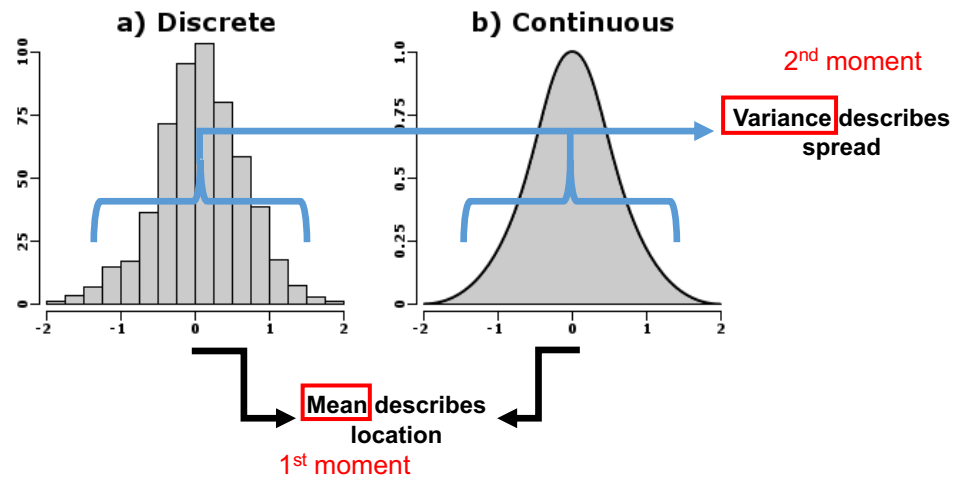 a) Discrete
b) Continuous
100
75
50
25
0
-2 -1 0 1 2
1.0
0.75
0.5
0.25
0
-2 -1 0 1 2
2nd moment
Variance describes
spread
Mean describes
location
1st moment